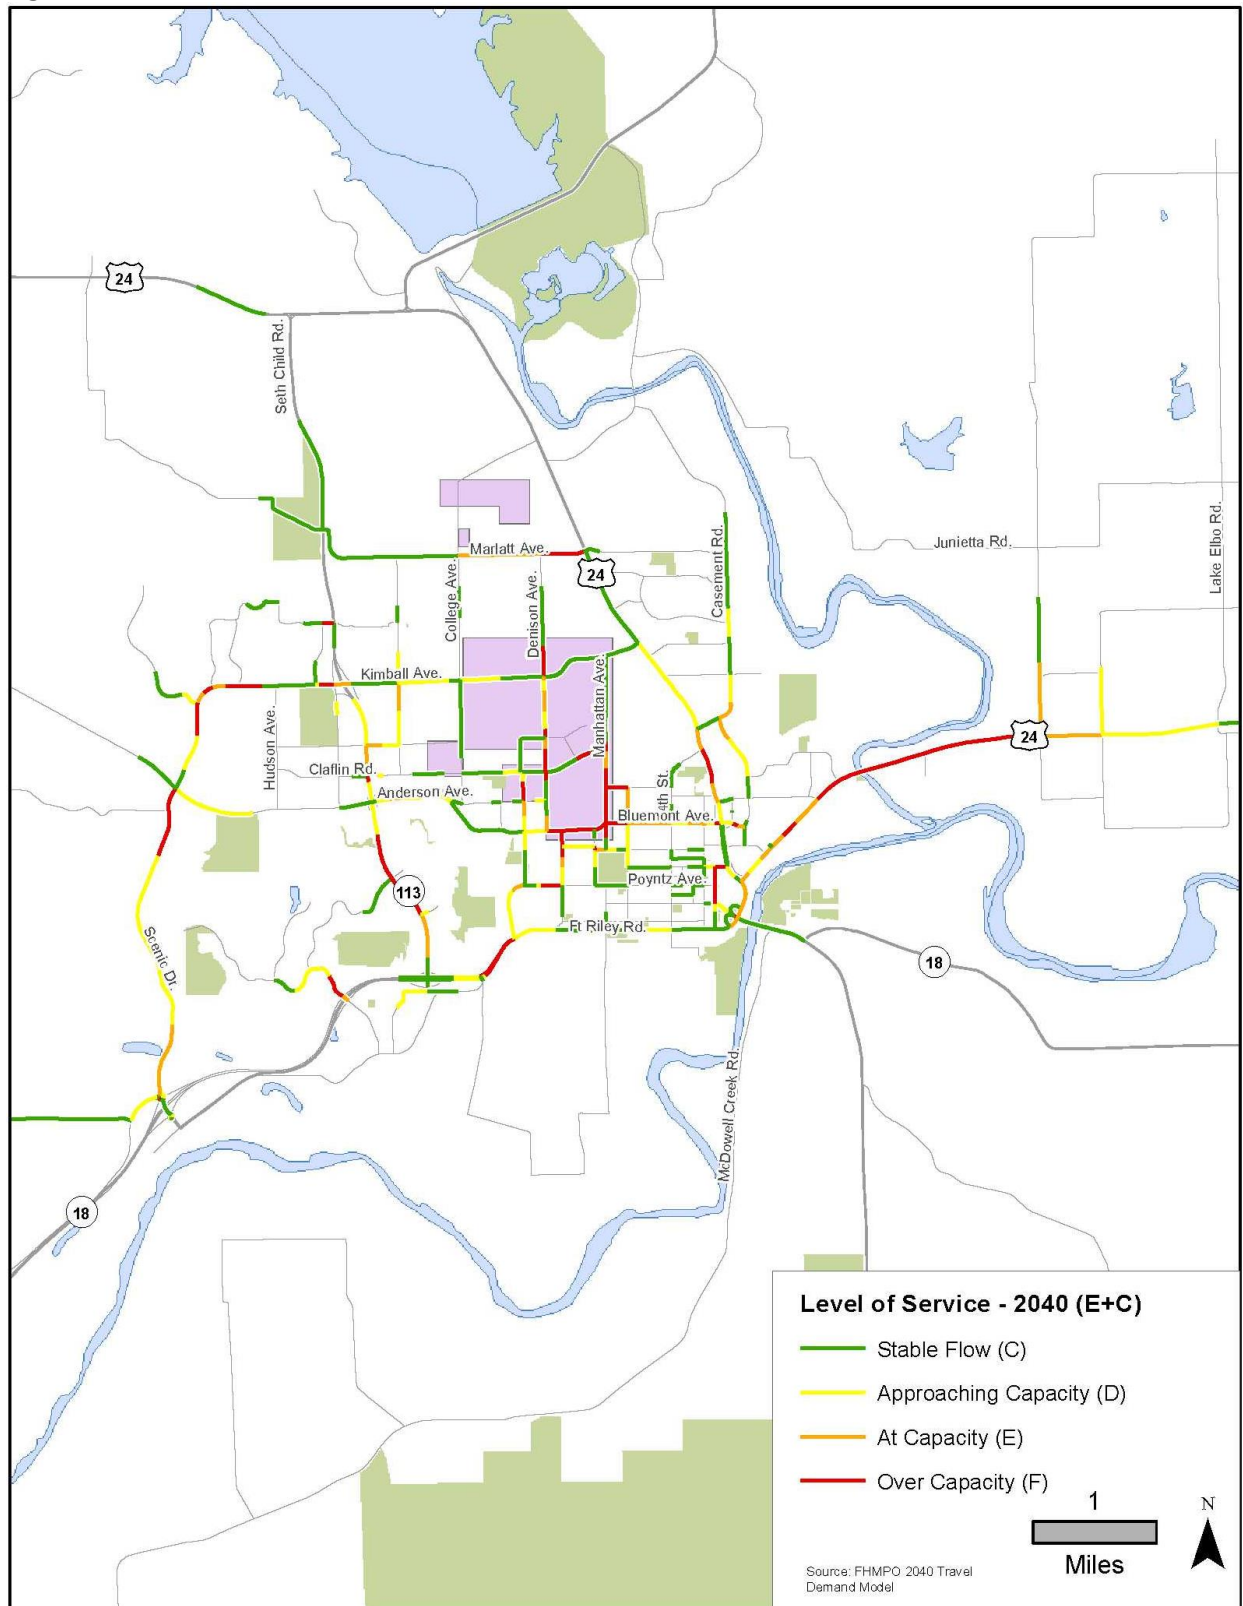 24
Seth Child Rd.
Marlatt Ave.
24
Casement Rd.
Junietta Rd.
Lake Elbo Rd.
College Ave.
Denison Ave.
Kimball Ave.
Manhattan Ave.
Hudson Ave.
24
Claflin Rd.
Anderson Ave.
4th St.
Bluemont Ave.
113
Poyntz Ave.
Ft Riley Rd.
Scenic Dr.
18
McDowell Creek Rd.
18
Level of Service - 2040 (E+C)
Stable Flow (C)
Approaching Capacity (D)
At Capacity (E)
Over Capacity (F)
1
Miles
N
Source: FHMPO 2040 Travel
Demand Model